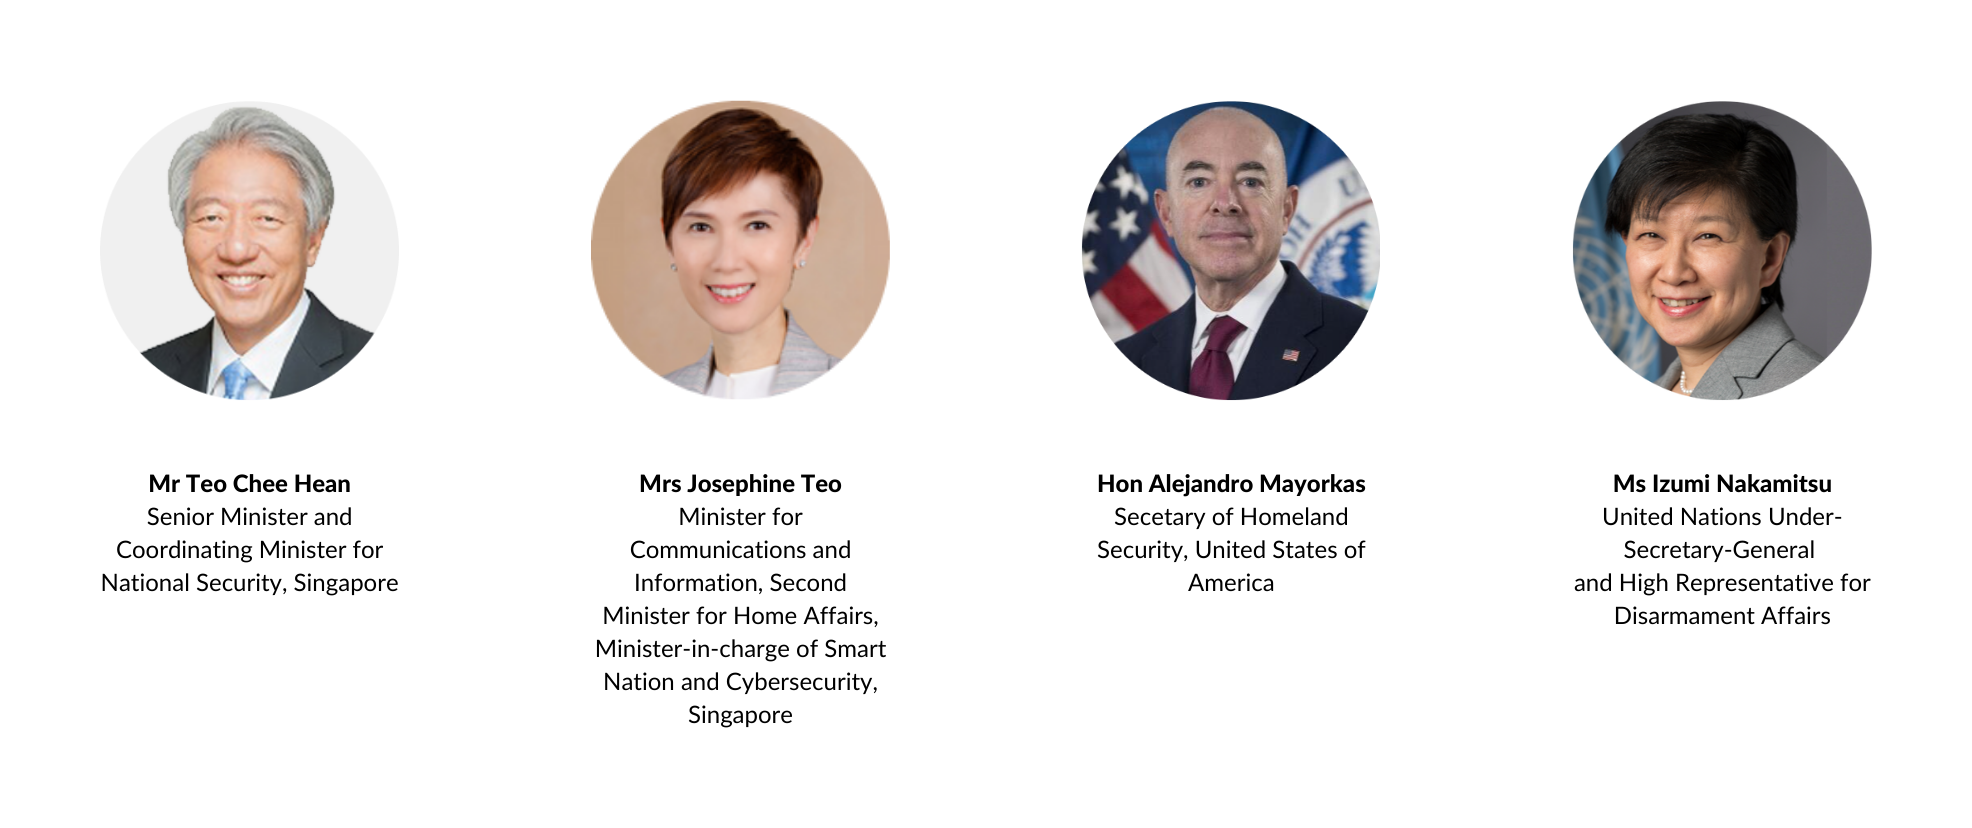 Mr Teo Chee Hean
Senior Minister and
Coordinating Minister for
National Security, Singapore
Mrs Josephine Teo
Minister for
Communications and
Information, Second
Minister for Home Affairs,
Minister-in-charge of Smart
Nation and Cybersecurity,
Singapore
Hon Alejandro Mayorkas
Secetary of Homeland
Security, United States of
America
Ms Izumi Nakamitsu
United Nations Under-
Secretary-General
and High Representative for
Disarmament Affairs